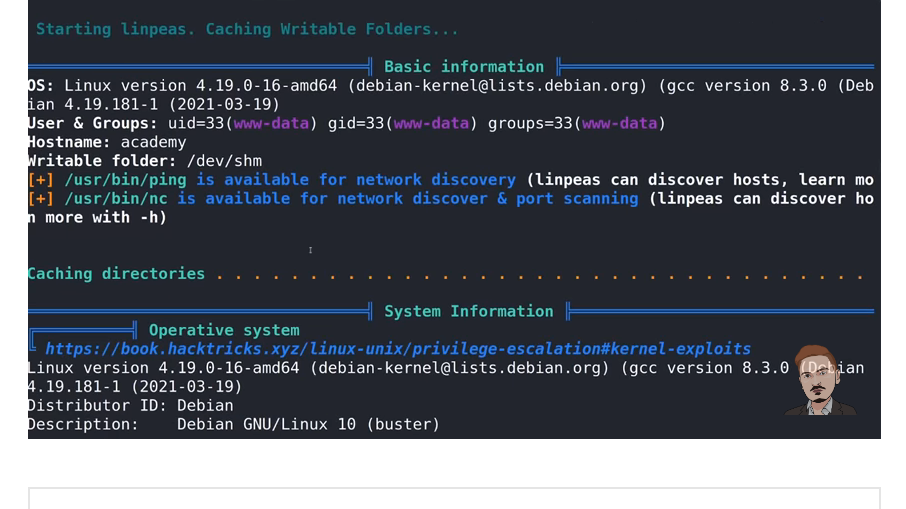 Starting linpeas. Caching Writable Folders...
Basic information
OS: Linux version 4.19.0-16-amd64 (debian-kernel@lists.debian.org) (gcc version 8.3.0 (Deb
ian 4.19.181-1 (2021-03-19)
User & Groups: uid=33(www-data) gid=33(www-data) groups=33(www-data)
Hostname: academy
Writable folder: /dev/shm
[+] /usr/bin/ping is available for network discovery (linpeas can discover hosts, learn mo
[+] /usr/bin/nc is available for network discover & port scanning (linpeas can discover ho
n more with -h)
Caching directories . . . . . . . . . . . . . . . . . . . . . . . . . . . . . . . . . . .
System Information
Operative system
https://book.hacktricks.xyz/linux-unix/privilege-escalation#kernel-exploits
Linux version 4.19.0-16-amd64 (debian-kernel@lists.debian.org) (gcc version 8.3.0 (Debian
4.19.181-1 (2021-03-19)
Distributor ID: Debian
Description:    Debian GNU/Linux 10 (buster)